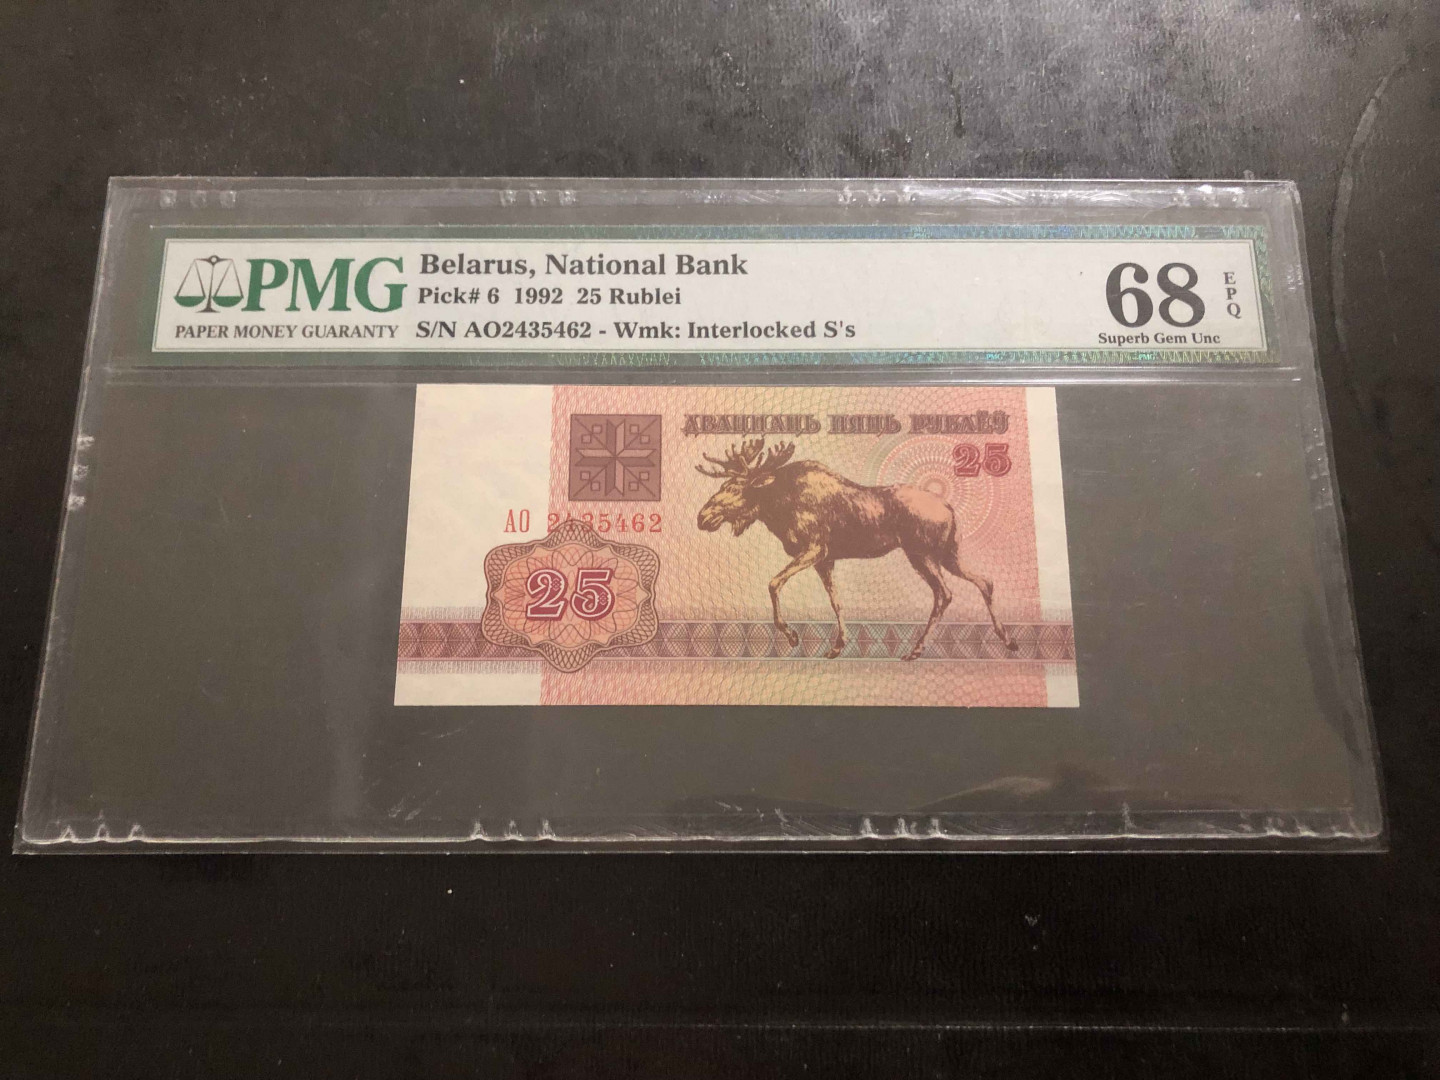 PMG
PAPER MONEY GUARANTY
Belarus, National Bank
Pick# 6 1992 25 Rublei
S/N AO2435462 - Wmk: Interlocked S's
68
EPQ
Superb Gem Unc
ДВАЦЦАЦЬ ПЯЦЬ РУБЛЁЎ
25
АО 2435462
25